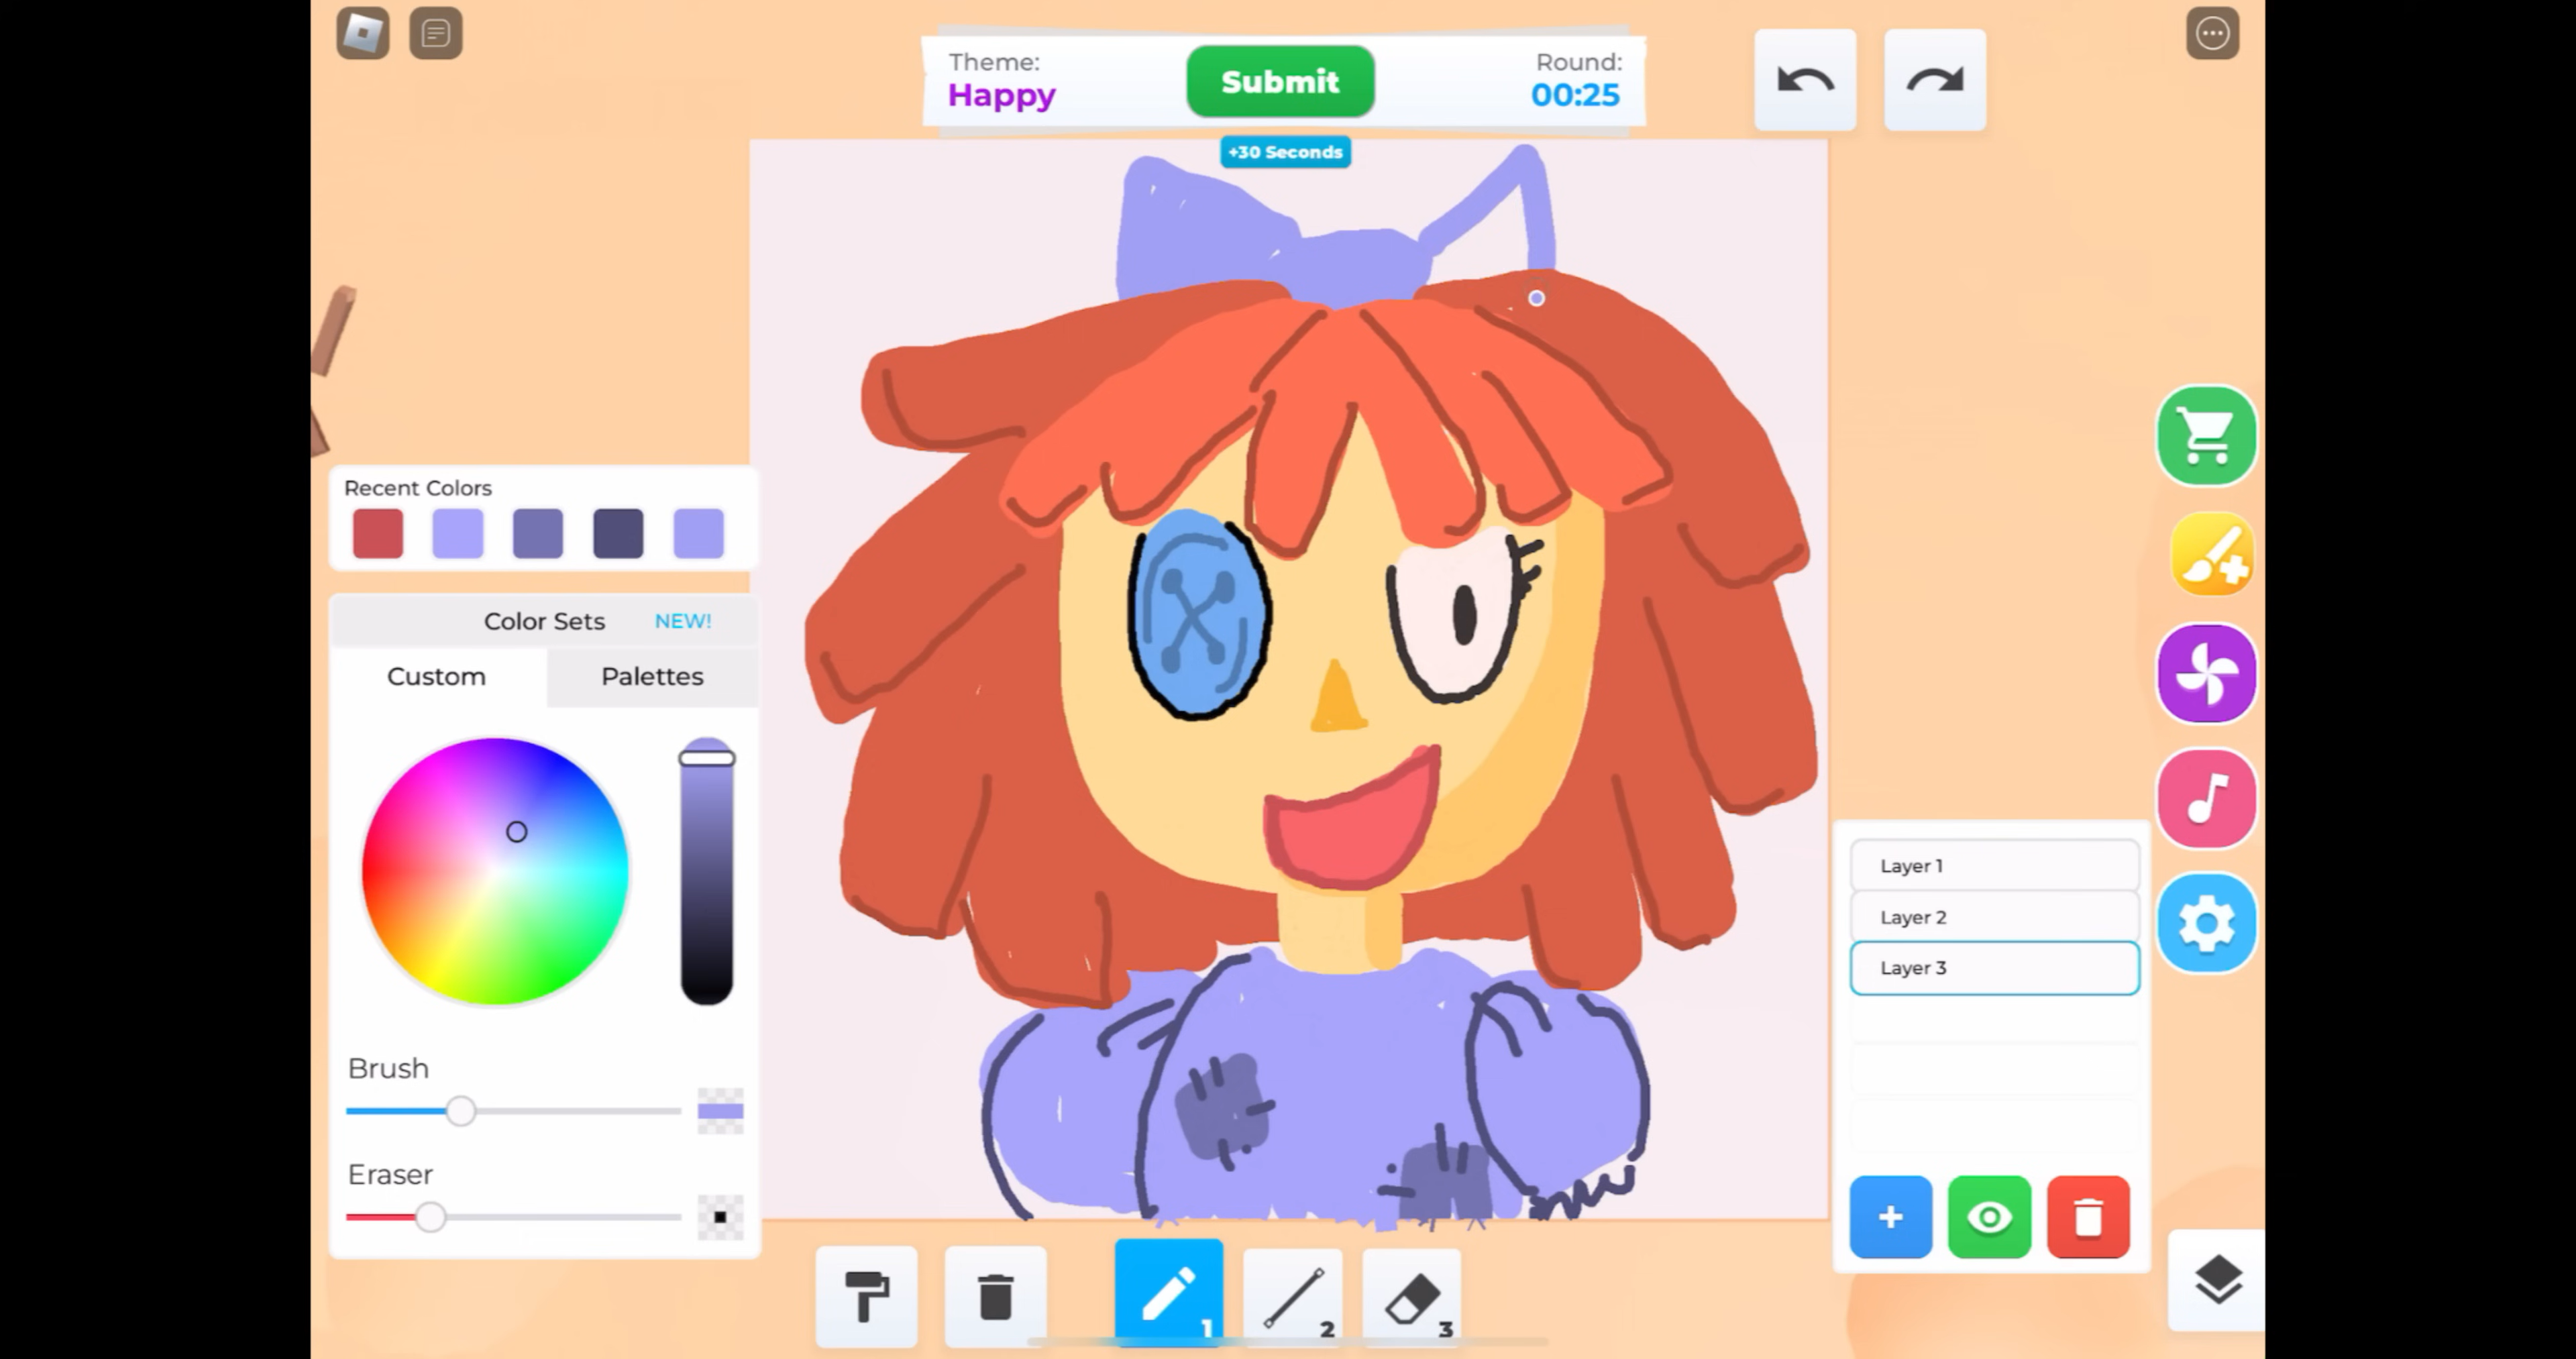 Theme:
Happy
Submit
Round:
00:25
+30 Seconds
Recent Colors
Color Sets NEW!
Custom
Palettes
Brush
Eraser
Layer 1
Layer 2
Layer 3
1
2
3